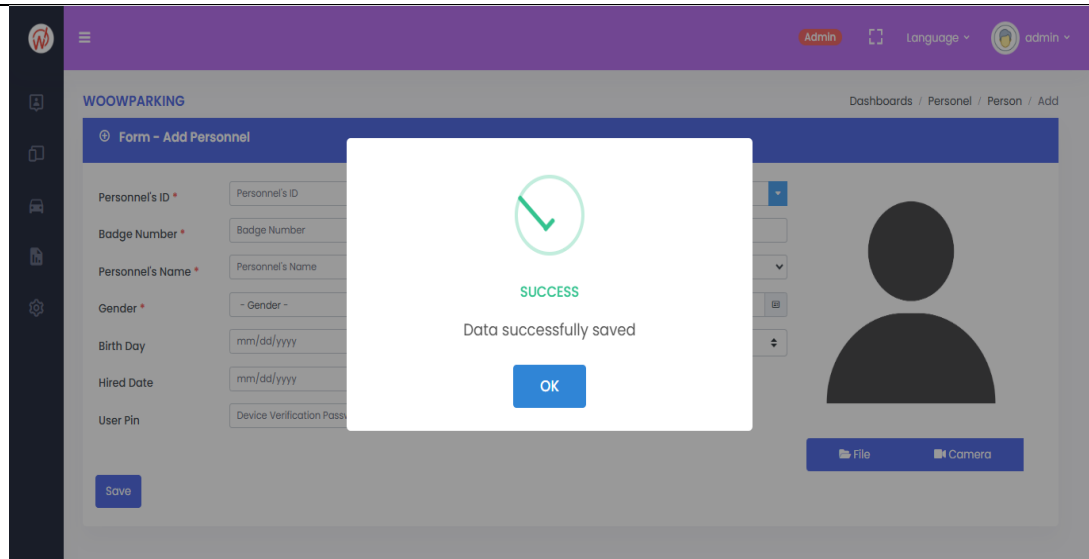 Admin
Language
admin
WOOWPARKING
Dashboards / Personel / Person / Add
Form - Add Personnel
Personnel's ID *
Personnel's ID
Badge Number *
Badge Number
Personnel's Name *
Personnel's Name
Gender *
- Gender -
Birth Day
mm/dd/yyyy
Hired Date
mm/dd/yyyy
User Pin
Device Verification
SUCCESS
Data successfully saved
OK
File
Camera
Save